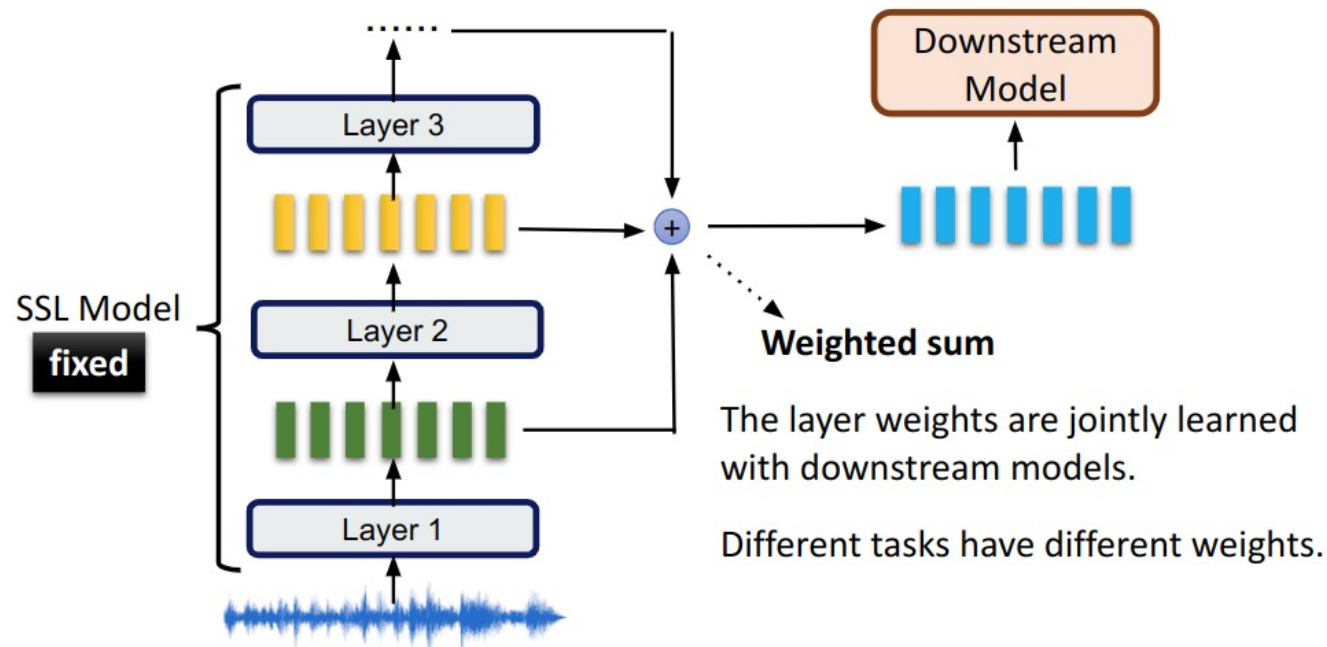 ......
Downstream
Model
Layer 3
+
SSL Model
fixed
Layer 2
Weighted sum
The layer weights are jointly learned
with downstream models.
Layer 1
Different tasks have different weights.